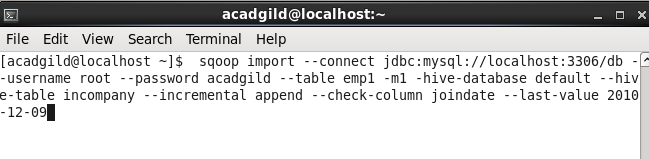 acadgild@localhost:~
File Edit View Search Terminal Help
[acadgild@localhost ~]$  sqoop import --connect jdbc:mysql://localhost:3306/db -
-username root --password acadgild --table emp1 -m1 -hive-database default --hiv
e-table incompany --incremental append --check-column joindate --last-value 2010
-12-09